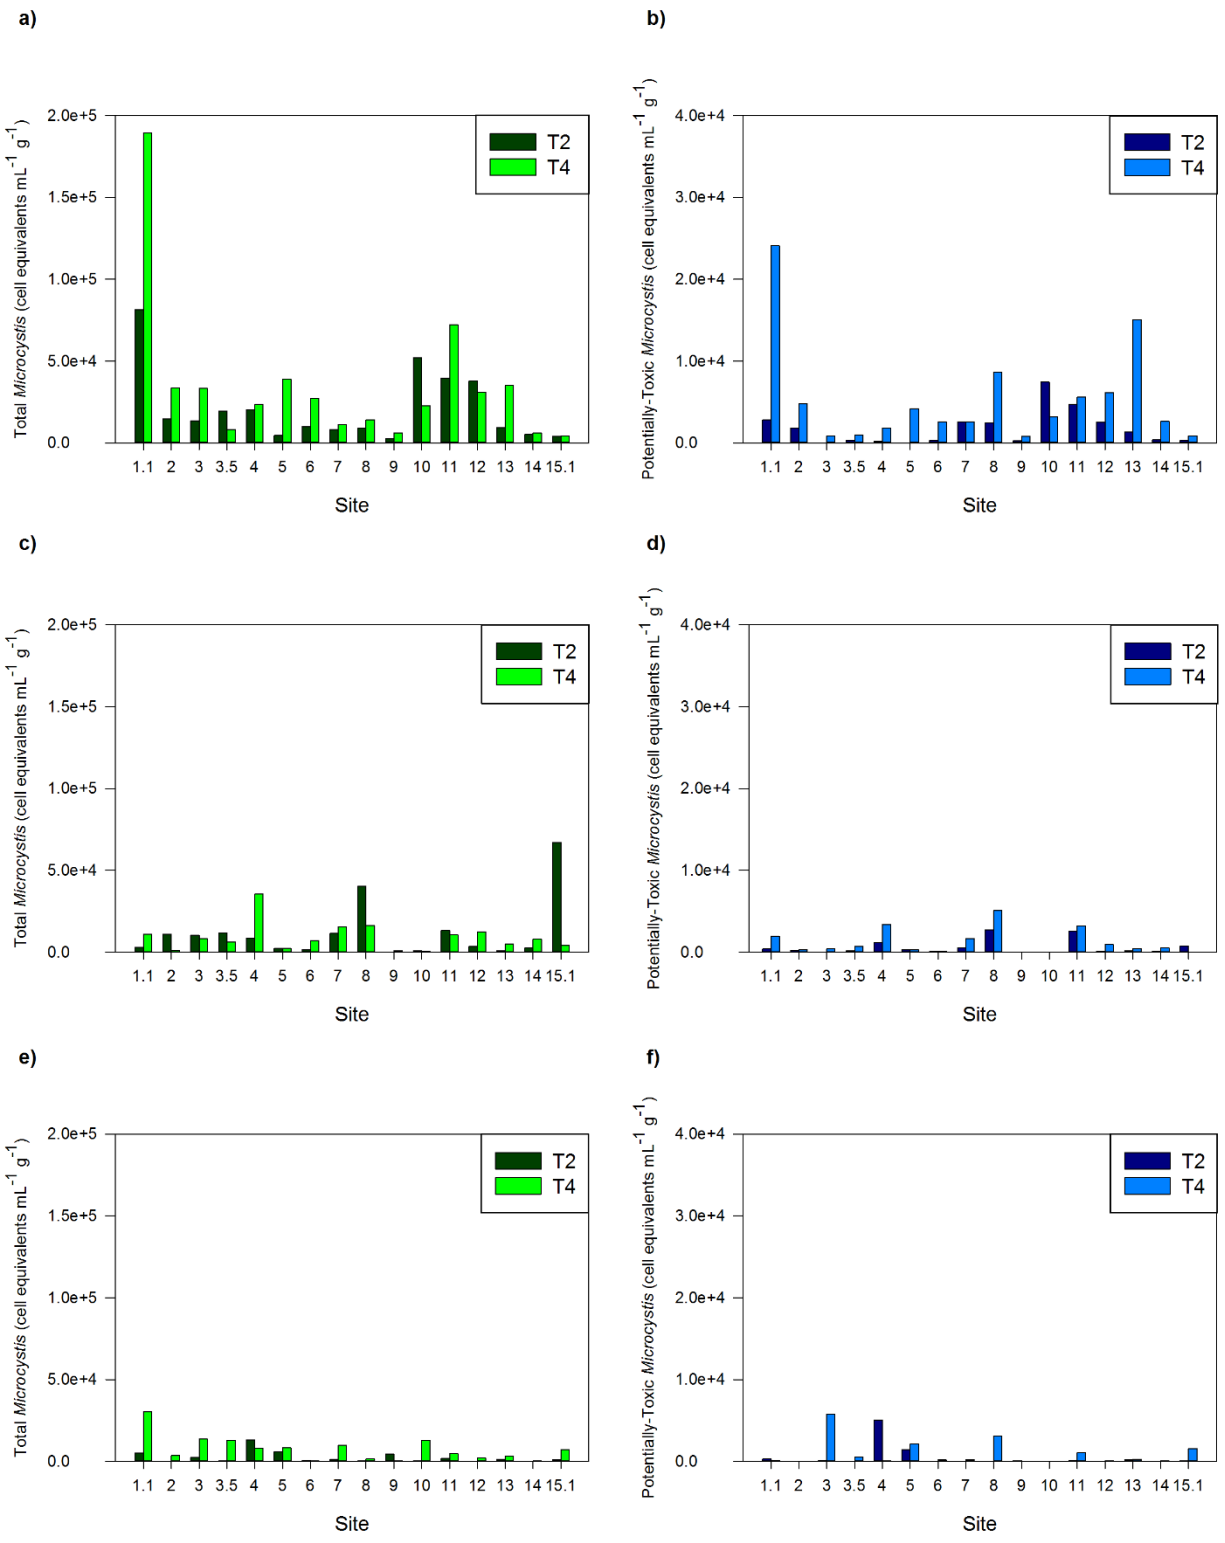 a)
Total Microcystis (cell equivalents mL⁻¹ g⁻¹)
2.0e+5
1.5e+5
1.0e+5
5.0e+4
0.0
T2
T4
1.1 2 3 3.5 4 5 6 7 8 9 10 11 12 13 14 15.1
Site
b)
Potentially-Toxic Microcystis (cell equivalents mL⁻¹ g⁻¹)
4.0e+4
3.0e+4
2.0e+4
1.0e+4
0.0
T2
T4
1.1 2 3 3.5 4 5 6 7 8 9 10 11 12 13 14 15.1
Site
c)
Total Microcystis (cell equivalents mL⁻¹ g⁻¹)
2.0e+5
1.5e+5
1.0e+5
5.0e+4
0.0
T2
T4
1.1 2 3 3.5 4 5 6 7 8 9 10 11 12 13 14 15.1
Site
d)
Potentially-Toxic Microcystis (cell equivalents mL⁻¹ g⁻¹)
4.0e+4
3.0e+4
2.0e+4
1.0e+4
0.0
T2
T4
1.1 2 3 3.5 4 5 6 7 8 9 10 11 12 13 14 15.1
Site
e)
Total Microcystis (cell equivalents mL⁻¹ g⁻¹)
2.0e+5
1.5e+5
1.0e+5
5.0e+4
0.0
T2
T4
1.1 2 3 3.5 4 5 6 7 8 9 10 11 12 13 14 15.1
Site
f)
Potentially-Toxic Microcystis (cell equivalents mL⁻¹ g⁻¹)
4.0e+4
3.0e+4
2.0e+4
1.0e+4
0.0
T2
T4
1.1 2 3 3.5 4 5 6 7 8 9 10 11 12 13 14 15.1
Site